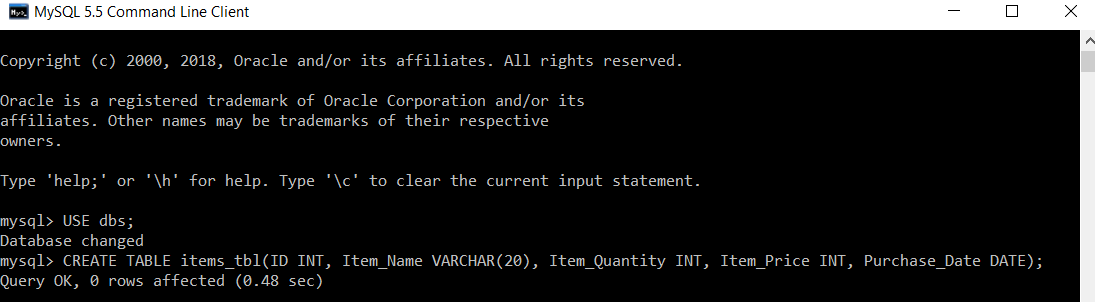 MySQL 5.5 Command Line Client
Copyright (c) 2000, 2018, Oracle and/or its affiliates. All rights reserved.
Oracle is a registered trademark of Oracle Corporation and/or its
affiliates. Other names may be trademarks of their respective
owners.
Type 'help;' or '\h' for help. Type '\c' to clear the current input statement.
mysql> USE dbs;
Database changed
mysql> CREATE TABLE items_tbl(ID INT, Item_Name VARCHAR(20), Item_Quantity INT, Item_Price INT, Purchase_Date DATE);
Query OK, 0 rows affected (0.48 sec)